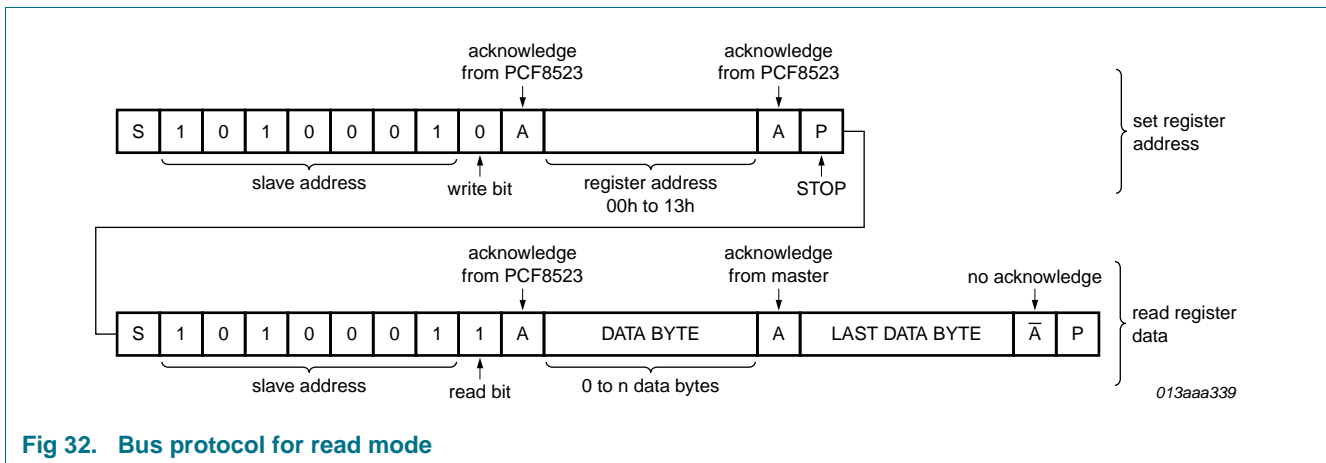 acknowledge
from PCF8523
acknowledge
from PCF8523
S 1 0 1 0 0 0 1 0 A A P
set register
address
slave address
write bit
register address
00h to 13h
STOP
acknowledge
from PCF8523
acknowledge
from master
no acknowledge
S 1 0 1 0 0 0 1 1 A DATA BYTE A LAST DATA BYTE A̅ P
read register
data
slave address
read bit
0 to n data bytes
013aaa339
Fig 32. Bus protocol for read mode